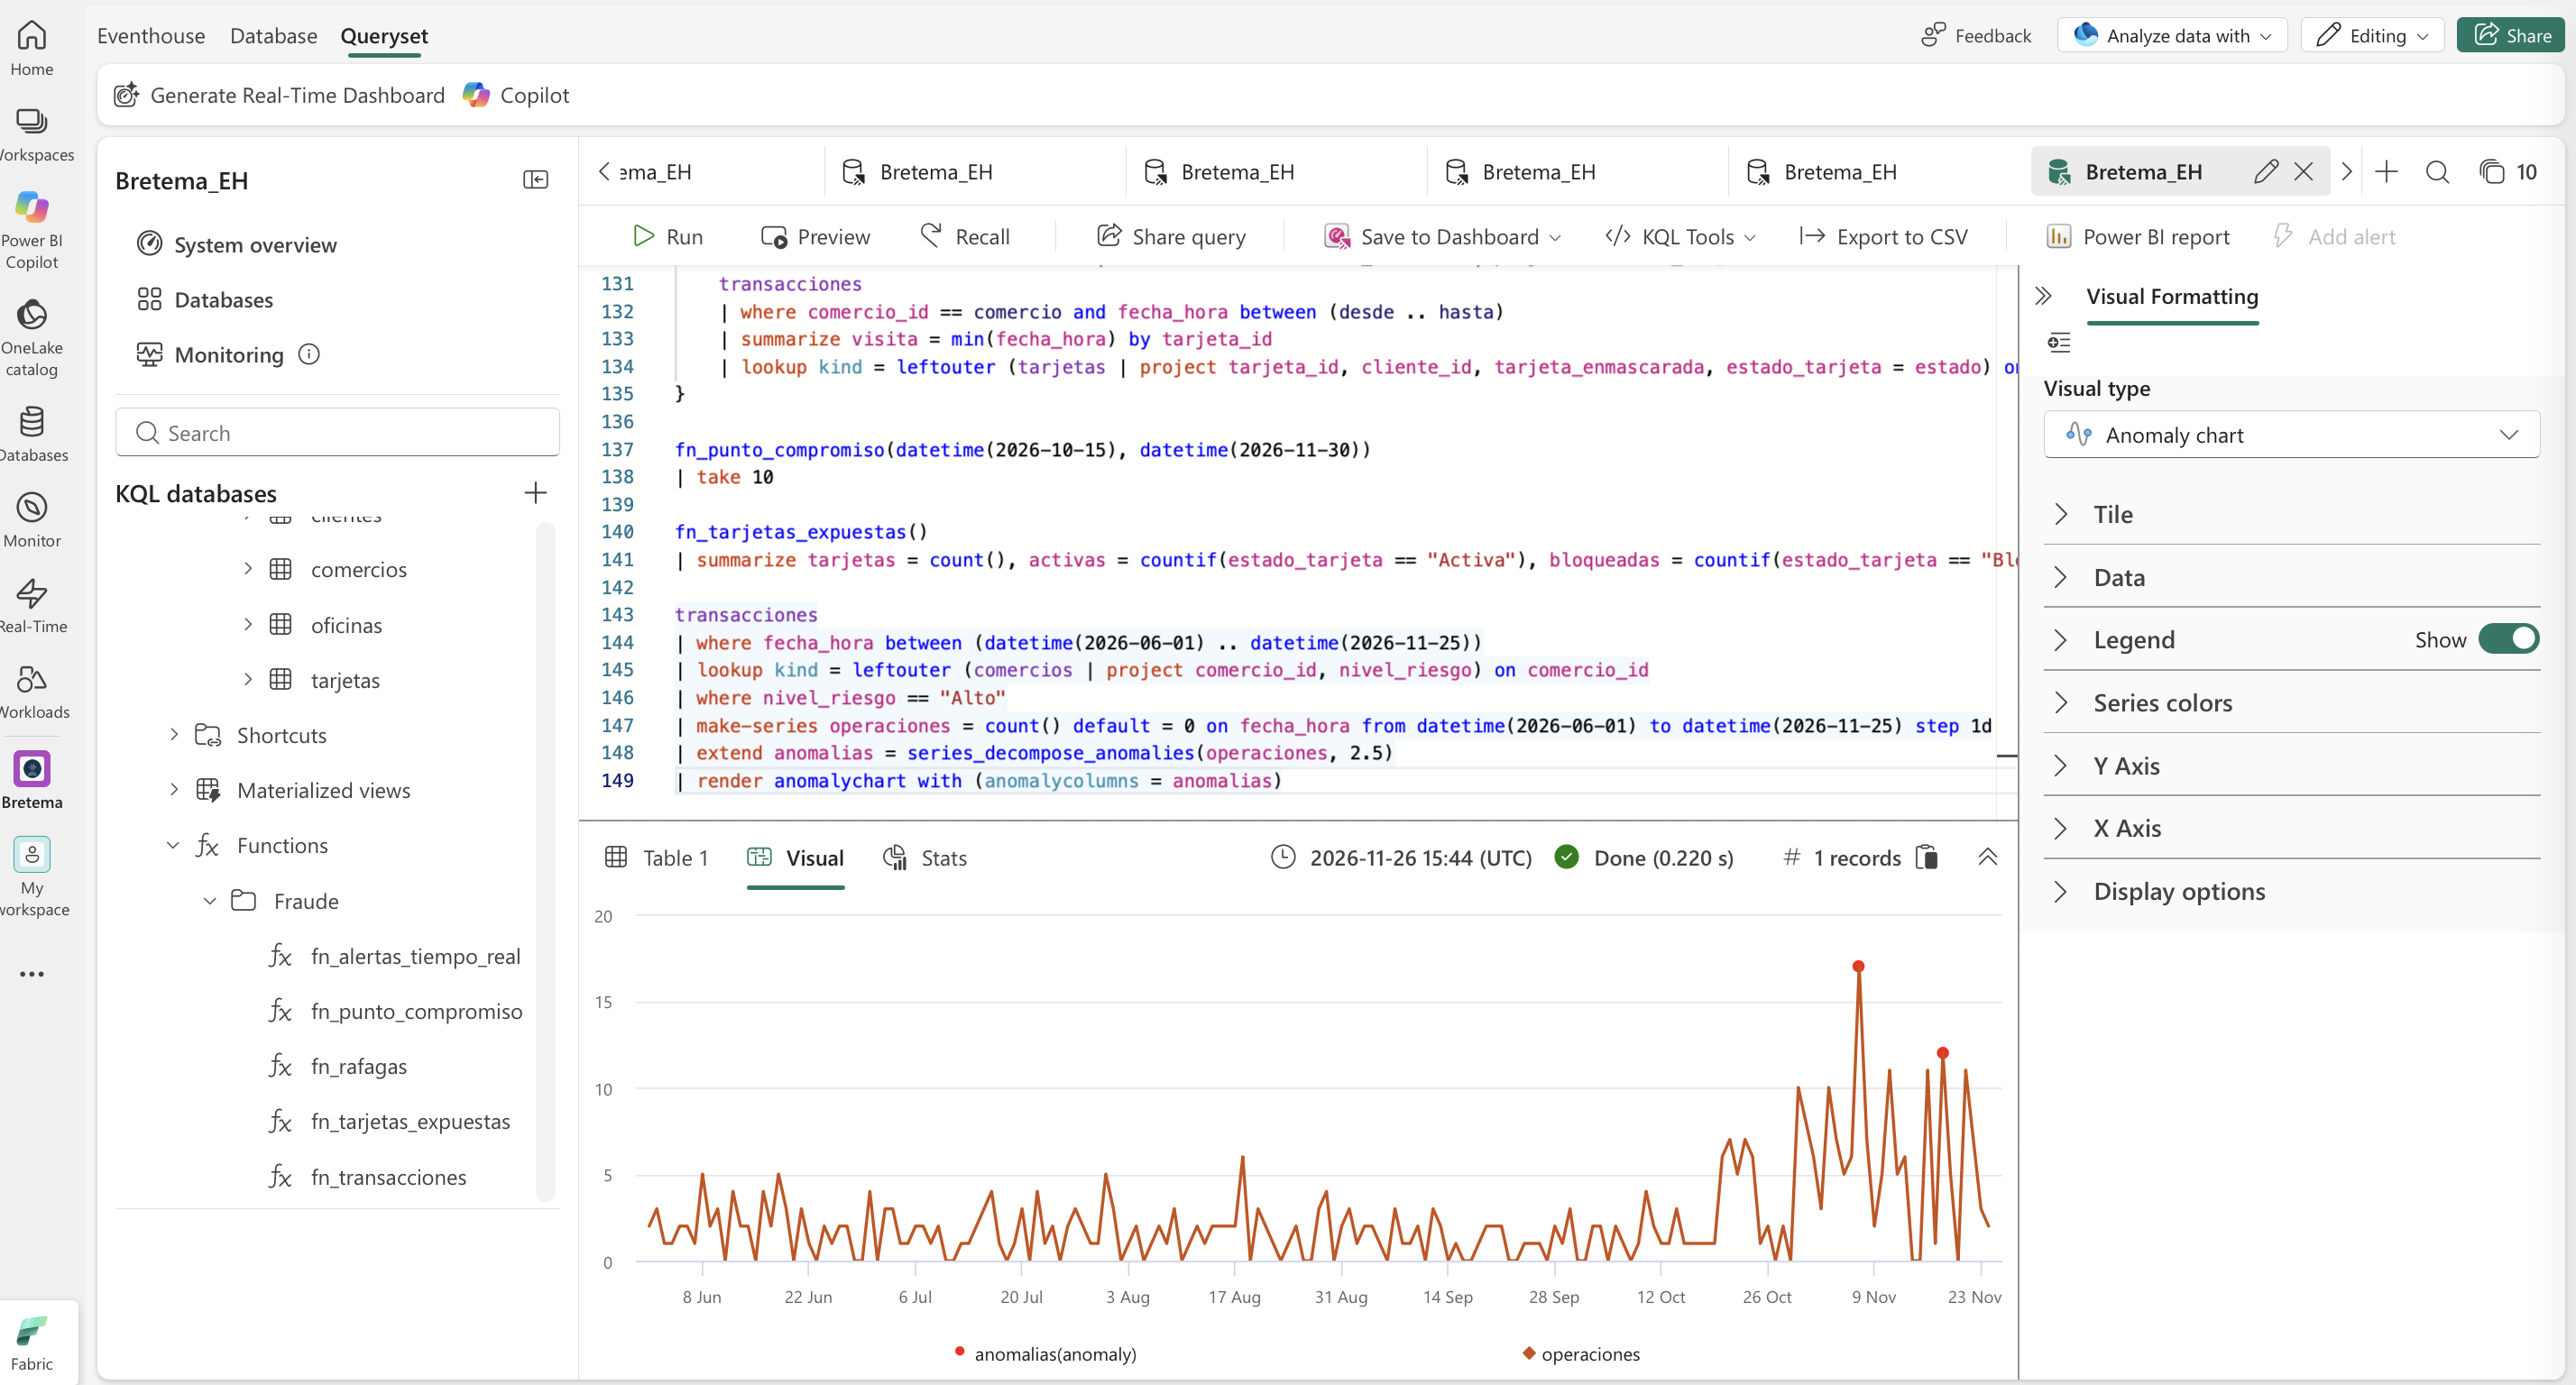 Home
Workspaces
Power BI
Copilot
OneLake
catalog
Databases
Monitor
Real-Time
Workloads
Bretema
My
workspace
Fabric
Eventhouse
Database
Queryset
Feedback
Analyze data with
Editing
Share
Generate Real-Time Dashboard
Copilot
Bretema_EH
System overview
Databases
Monitoring
Search
KQL databases
clientes
comercios
oficinas
tarjetas
Shortcuts
Materialized views
Functions
Fraude
fn_alertas_tiempo_real
fn_punto_compromiso
fn_rafagas
fn_tarjetas_expuestas
fn_transacciones
ema_EH
Bretema_EH
Bretema_EH
Bretema_EH
Bretema_EH
Bretema_EH
10
Run
Preview
Recall
Share query
Save to Dashboard
KQL Tools
Export to CSV
Power BI report
Add alert
131 transacciones
132 | where comercio_id == comercio and fecha_hora between (desde .. hasta)
133 | summarize visita = min(fecha_hora) by tarjeta_id
134 | lookup kind = leftouter (tarjetas | project tarjeta_id, cliente_id, tarjeta_enmascarada, estado_tarjeta = estado) o
135 }
136
137 fn_punto_compromiso(datetime(2026-10-15), datetime(2026-11-30))
138 | take 10
139
140 fn_tarjetas_expuestas()
141 | summarize tarjetas = count(), activas = countif(estado_tarjeta == "Activa"), bloqueadas = countif(estado_tarjeta == "Bl
142
143 transacciones
144 | where fecha_hora between (datetime(2026-06-01) .. datetime(2026-11-25))
145 | lookup kind = leftouter (comercios | project comercio_id, nivel_riesgo) on comercio_id
146 | where nivel_riesgo == "Alto"
147 | make-series operaciones = count() default = 0 on fecha_hora from datetime(2026-06-01) to datetime(2026-11-25) step 1d
148 | extend anomalias = series_decompose_anomalies(operaciones, 2.5)
149 | render anomalychart with (anomalycolumns = anomalias)
Table 1
Visual
Stats
2026-11-26 15:44 (UTC)
Done (0.220 s)
# 1 records
20
15
10
5
0
8 Jun
22 Jun
6 Jul
20 Jul
3 Aug
17 Aug
31 Aug
14 Sep
28 Sep
12 Oct
26 Oct
9 Nov
23 Nov
anomalias(anomaly)
operaciones
Visual Formatting
Visual type
Anomaly chart
Tile
Data
Legend
Show
Series colors
Y Axis
X Axis
Display options